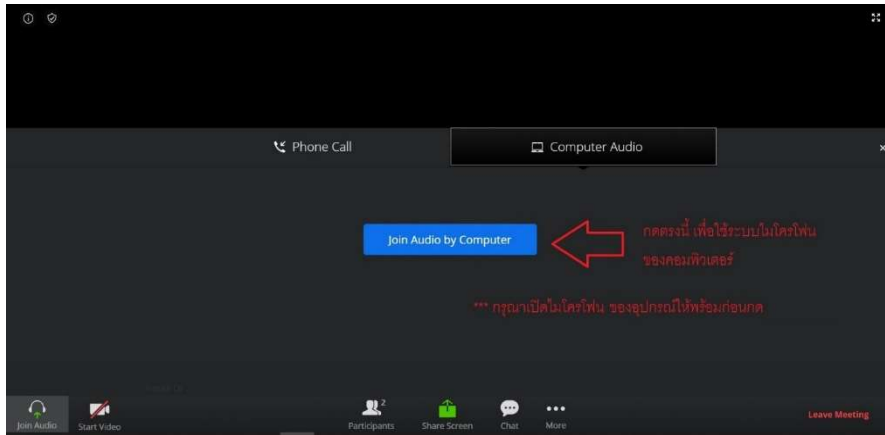 Phone Call
Computer Audio
Join Audio by Computer
กดตรงนี้ เพื่อใช้ระบบไมโครโฟน
ของคอมพิวเตอร์
*** กรุณาเปิดไมโครโฟน ของอุปกรณ์ให้พร้อมก่อนกด
2
Join Audio
Start Video
Participants
Share Screen
Chat
More
Leave Meeting